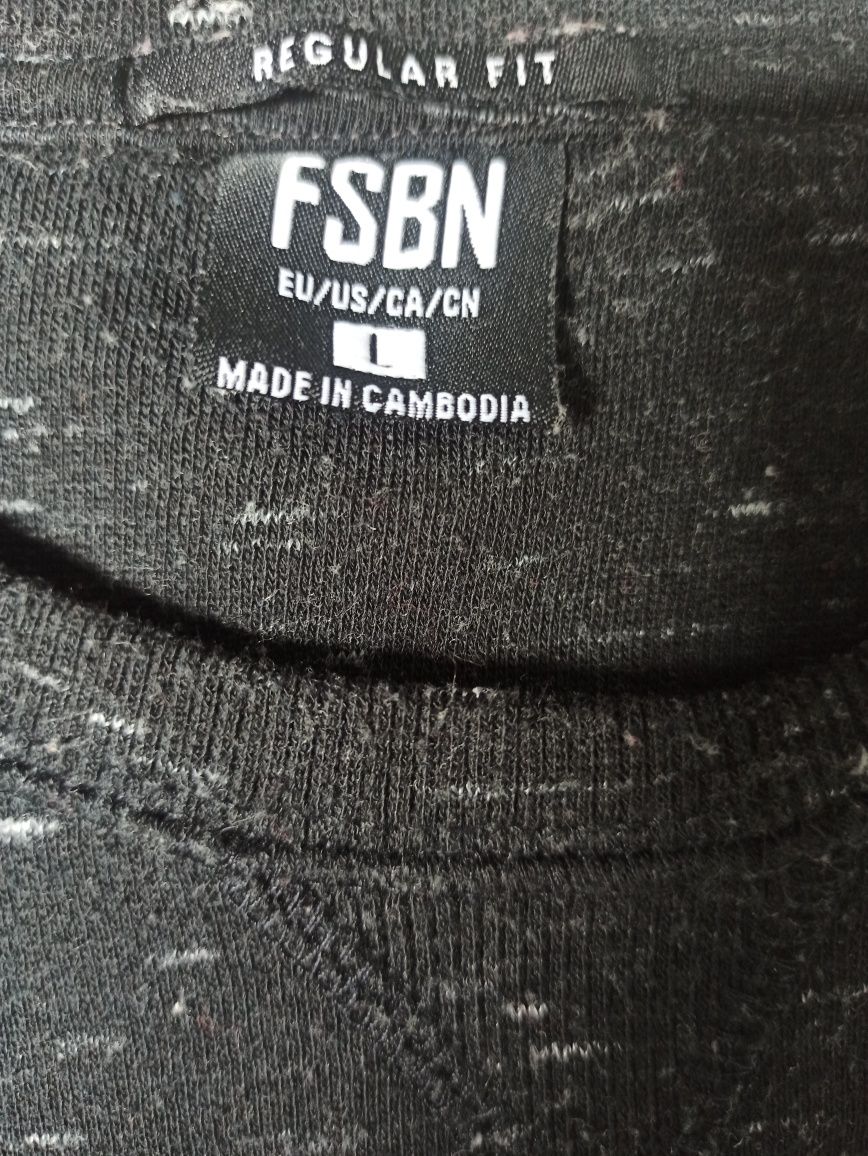 REGULAR FIT
FSBN
EU/US/CA/CN
L
MADE IN CAMBODIA